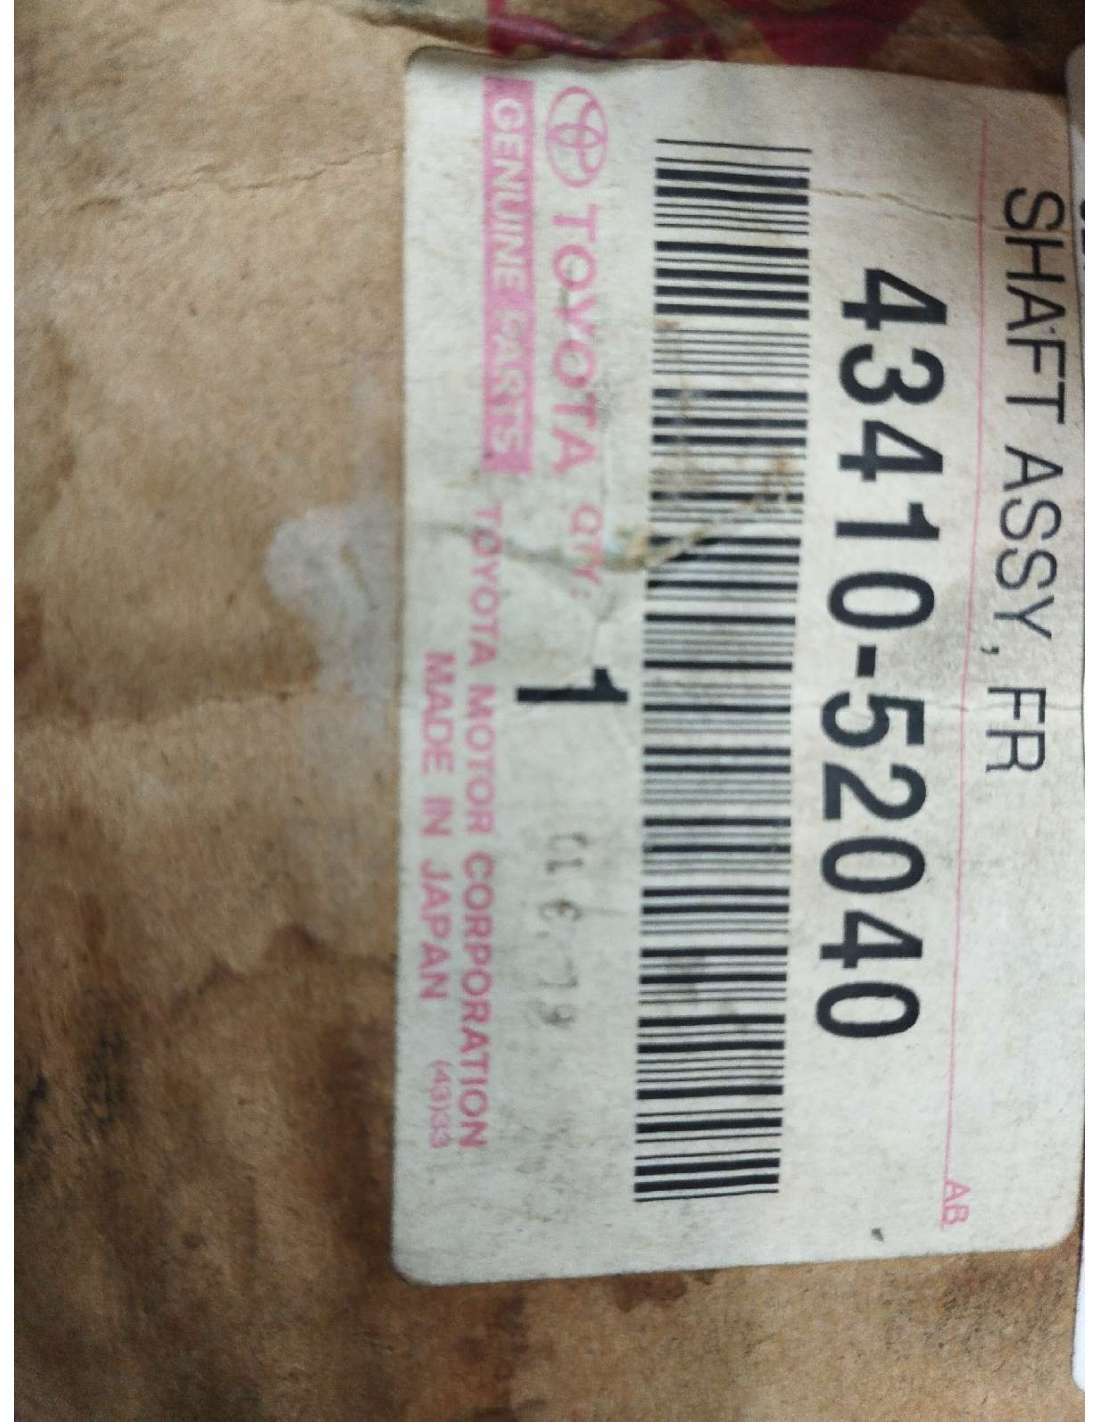 SHAFT ASSY, FR
AB
43410-52040
TOYOTA QTY: 1
GENUINE PARTS
TOYOTA MOTOR CORPORATION
MADE IN JAPAN (43)33